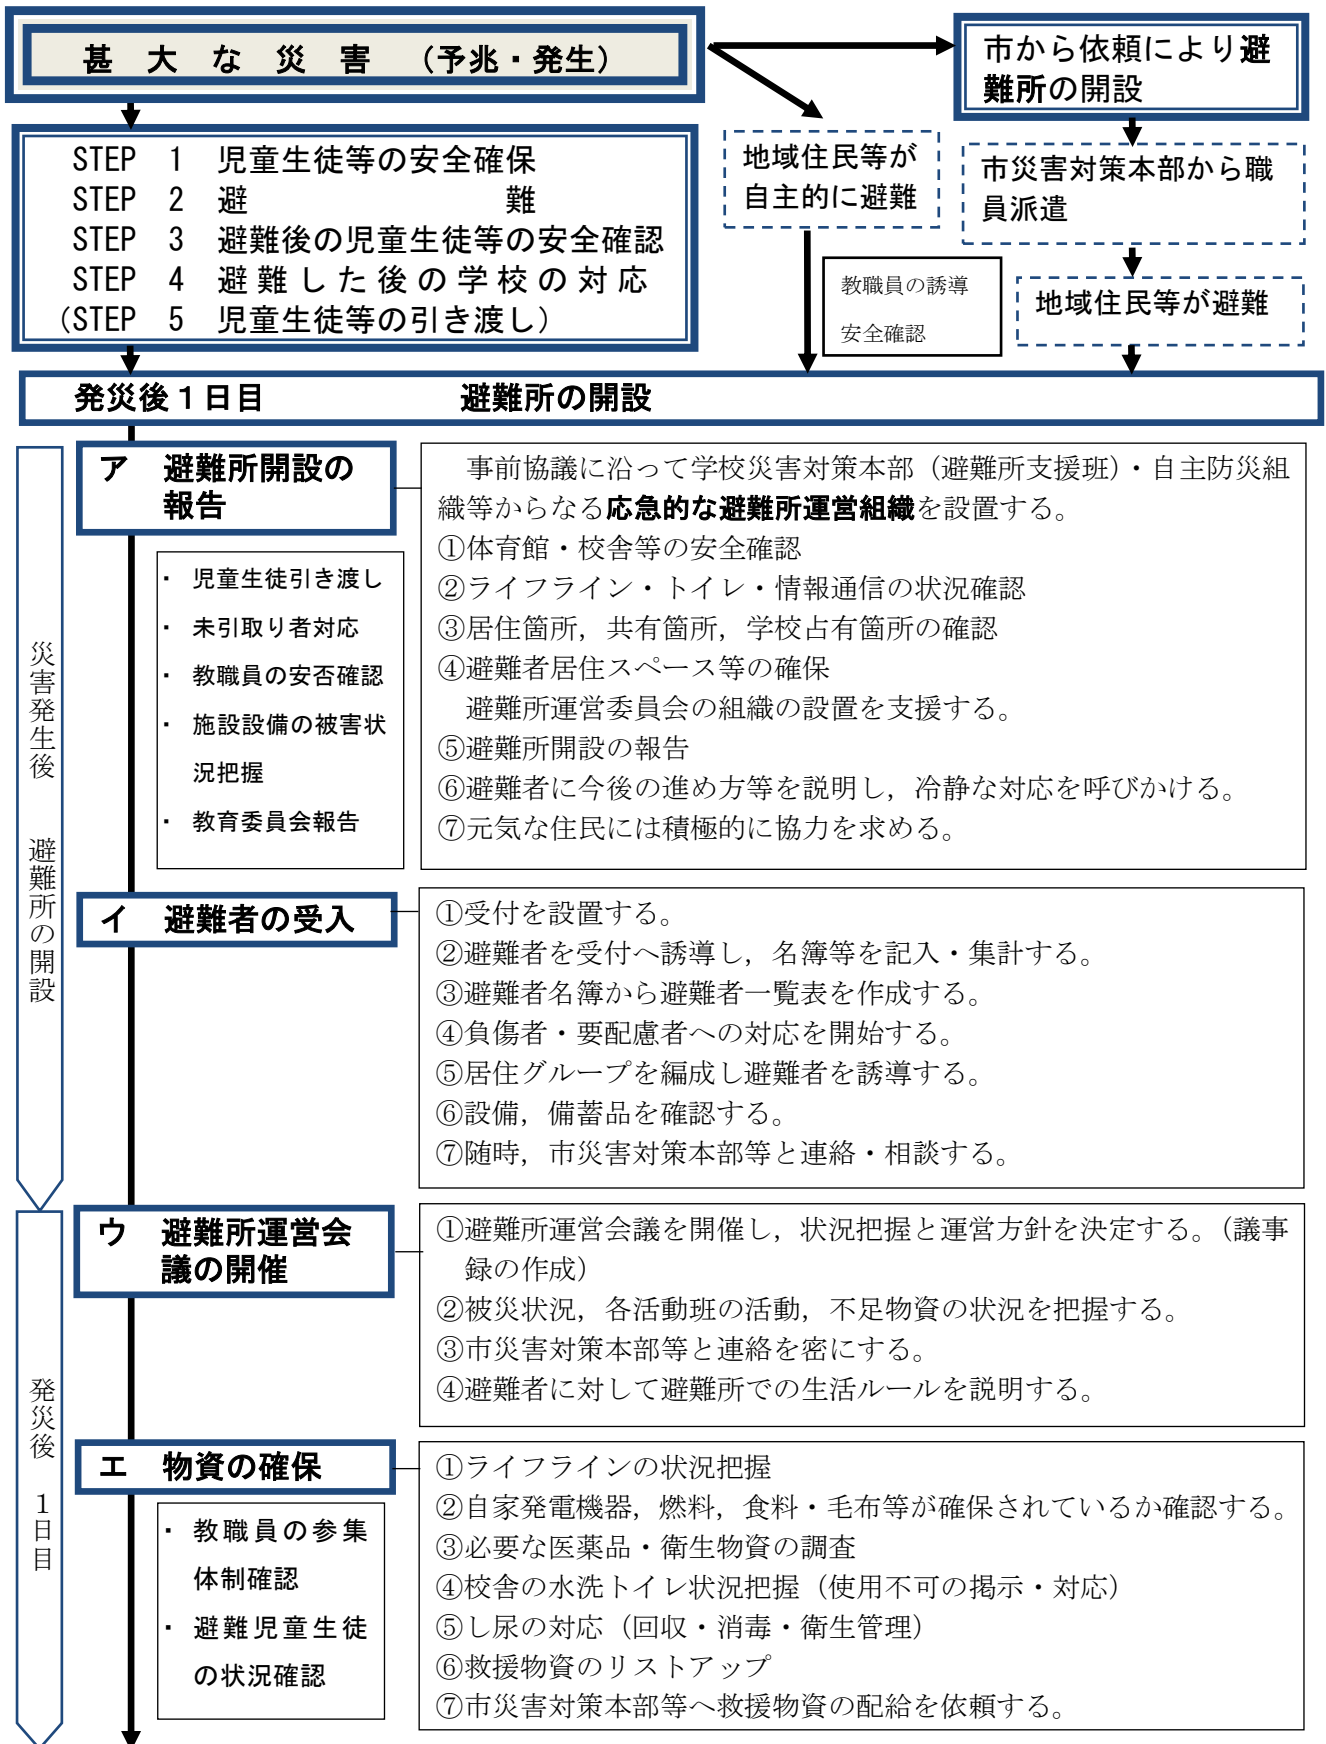 甚大な災害（予兆・発生）
市から依頼により避
難所の開設
STEP 1 児童生徒等の安全確保
STEP 2 避難
STEP 3 避難後の児童生徒等の安全確認
STEP 4 避難した後の学校の対応
（STEP 5 児童生徒等の引き渡し）
地域住民等が
自主的に避難
市災害対策本部から職
員派遣
教職員の誘導
安全確認
地域住民等が避難
発災後１日目 避難所の開設
災害発生後 避難所の開設
ア 避難所開設の
報告
・ 児童生徒引き渡し
・ 未引取り者対応
・ 教職員の安否確認
・ 施設設備の被害状
況把握
・ 教育委員会報告
事前協議に沿って学校災害対策本部（避難所支援班）・自主防災組
織等からなる応急的な避難所運営組織を設置する。
①体育館・校舎等の安全確認
②ライフライン・トイレ・情報通信の状況確認
③居住箇所，共有箇所，学校占有箇所の確認
④避難者居住スペース等の確保
避難所運営委員会の組織の設置を支援する。
⑤避難所開設の報告
⑥避難者に今後の進め方等を説明し，冷静な対応を呼びかける。
⑦元気な住民には積極的に協力を求める。
イ 避難者の受入
①受付を設置する。
②避難者を受付へ誘導し，名簿等を記入・集計する。
③避難者名簿から避難者一覧表を作成する。
④負傷者・要配慮者への対応を開始する。
⑤居住グループを編成し避難者を誘導する。
⑥設備，備蓄品を確認する。
⑦随時，市災害対策本部等と連絡・相談する。
発災後 １日目
ウ 避難所運営会
議の開催
①避難所運営会議を開催し，状況把握と運営方針を決定する。（議事
録の作成）
②被災状況，各活動班の活動，不足物資の状況を把握する。
③市災害対策本部等と連絡を密にする。
④避難者に対して避難所での生活ルールを説明する。
エ 物資の確保
・ 教職員の参集
体制確認
・ 避難児童生徒
の状況確認
①ライフラインの状況把握
②自家発電機器，燃料，食料・毛布等が確保されているか確認する。
③必要な医薬品・衛生物資の調査
④校舎の水洗トイレ状況把握（使用不可の掲示・対応）
⑤し尿の対応（回収・消毒・衛生管理）
⑥救援物資のリストアップ
⑦市災害対策本部等へ救援物資の配給を依頼する。